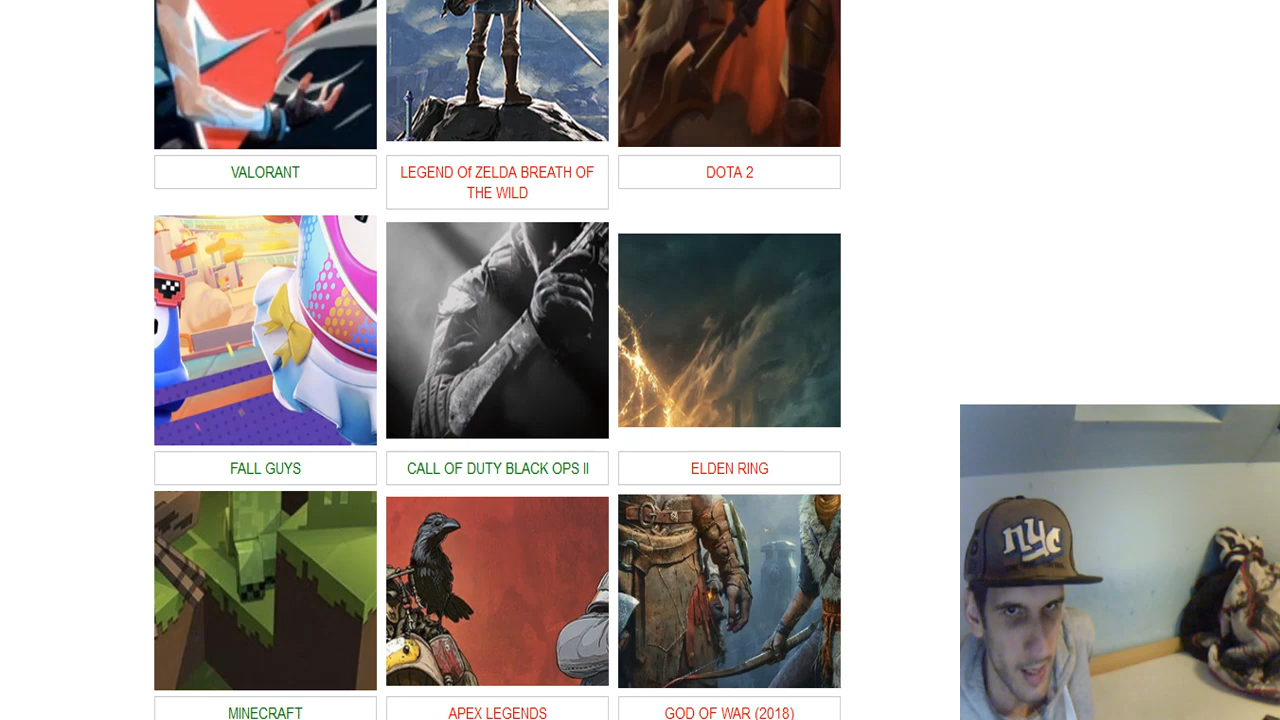 VALORANT
LEGEND Of ZELDA BREATH OF
THE WILD
DOTA 2
FALL GUYS
CALL OF DUTY BLACK OPS II
ELDEN RING
MINECRAFT
APEX LEGENDS
GOD OF WAR (2018)
nyc